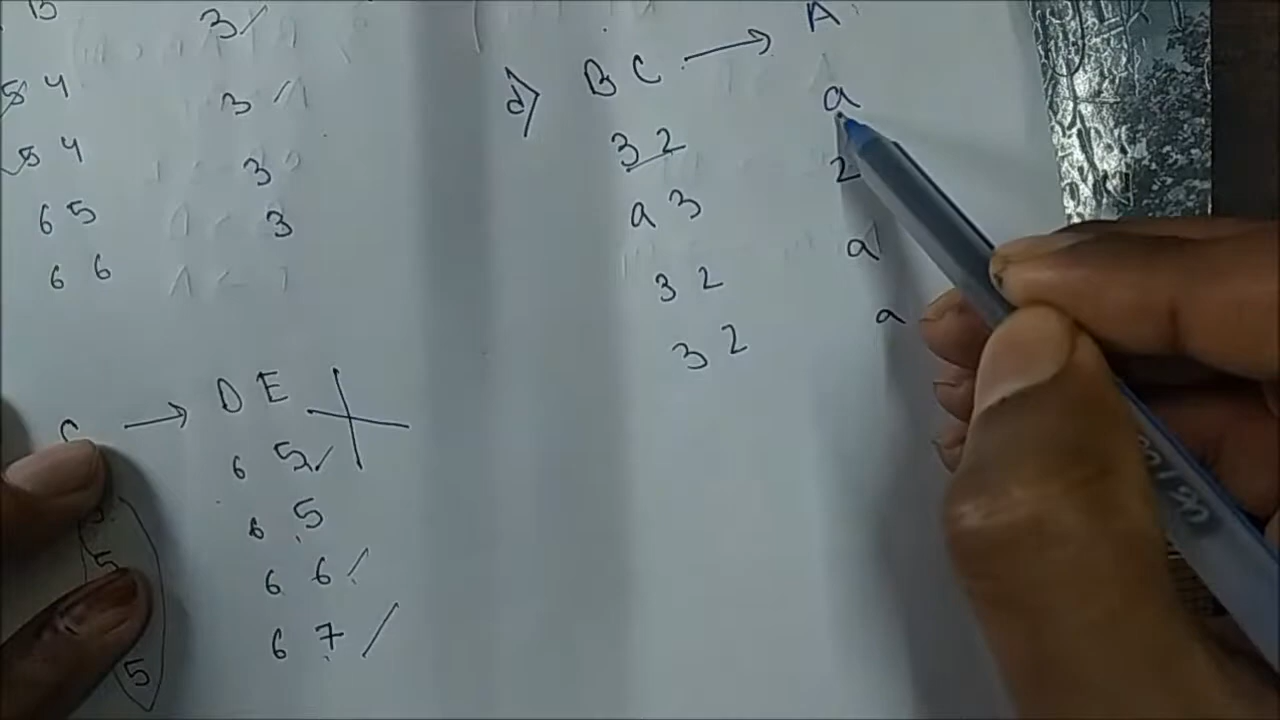 B 3
5 4 3
5 4 3
6 5 3
6 6 3
C → D E
6 5
6 5
6 6
5 6 7
d) B C → A
3 2 a
a 3 2
3 2 a
3 2 a